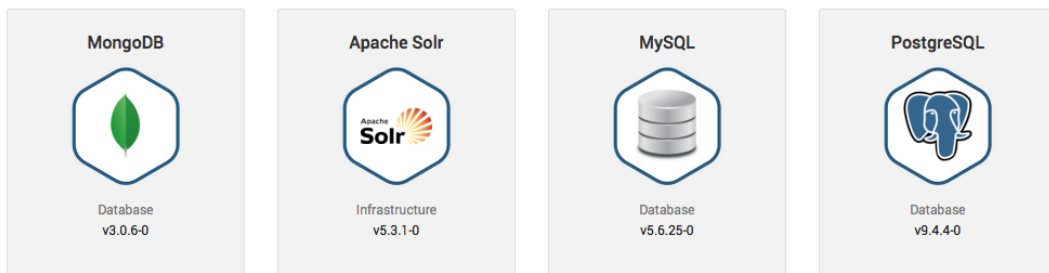 MongoDB
Database
v3.0.6-0
Apache Solr
Apache
Solr
Infrastructure
v5.3.1-0
MySQL
Database
v5.6.25-0
PostgreSQL
Database
v9.4.4-0